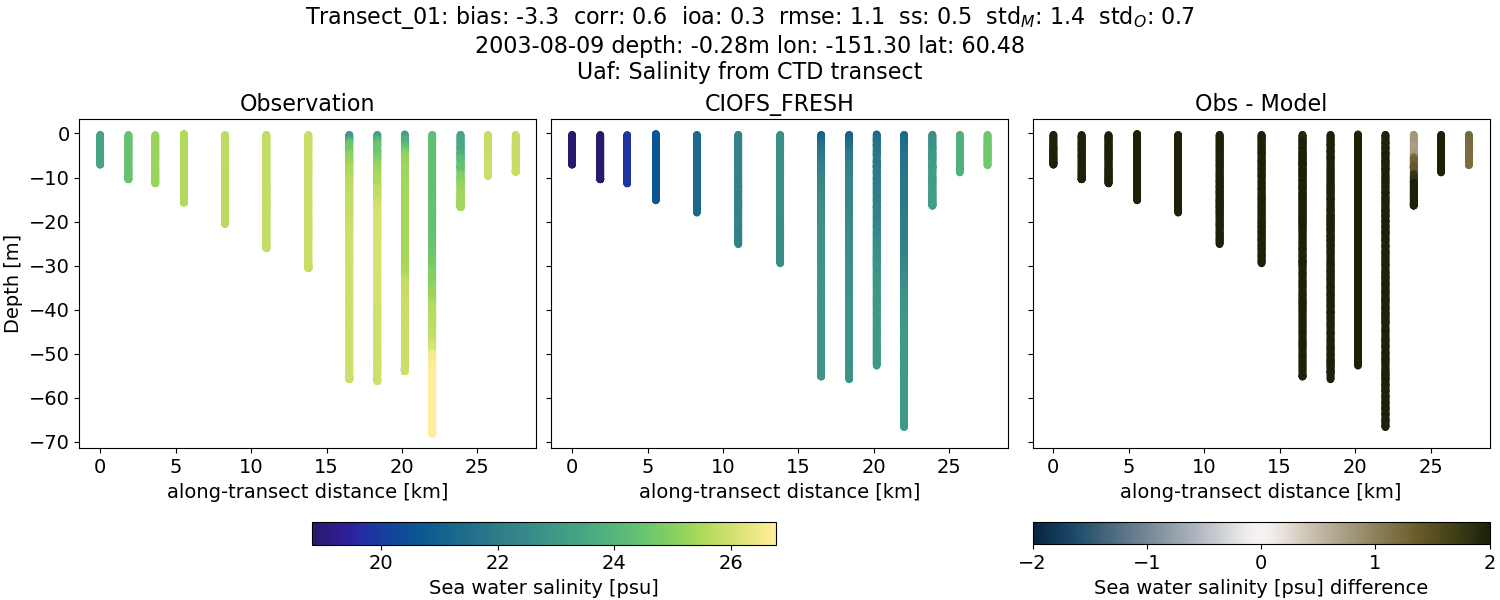 Transect_01: bias: -3.3  corr: 0.6  ioa: 0.3  rmse: 1.1  ss: 0.5  std_M: 1.4  std_O: 0.7
2003-08-09 depth: -0.28m lon: -151.30 lat: 60.48
Uaf: Salinity from CTD transect
Observation
CIOFS_FRESH
Obs - Model
Depth [m]
0
−10
−20
−30
−40
−50
−60
−70
0 5 10 15 20 25
0 5 10 15 20 25
0 5 10 15 20 25
along-transect distance [km]
along-transect distance [km]
along-transect distance [km]
20 22 24 26
Sea water salinity [psu]
−2 −1 0 1 2
Sea water salinity [psu] difference